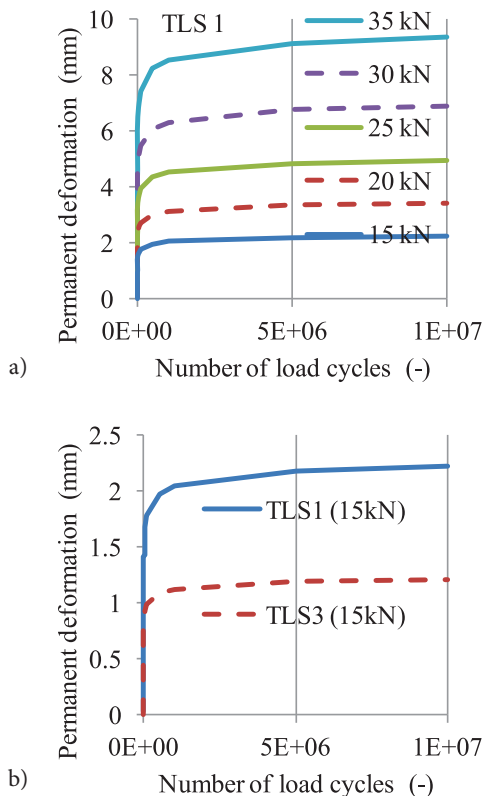 TLS 1
35 kN
30 kN
25 kN
20 kN
15 kN
Permanent deformation (mm)
10
8
6
4
2
0
0E+00 5E+06 1E+07
Number of load cycles (-)
a)
Permanent deformation (mm)
2.5
2
1.5
1
0.5
0
TLS1 (15kN)
TLS3 (15kN)
0E+00 5E+06 1E+07
Number of load cycles (-)
b)